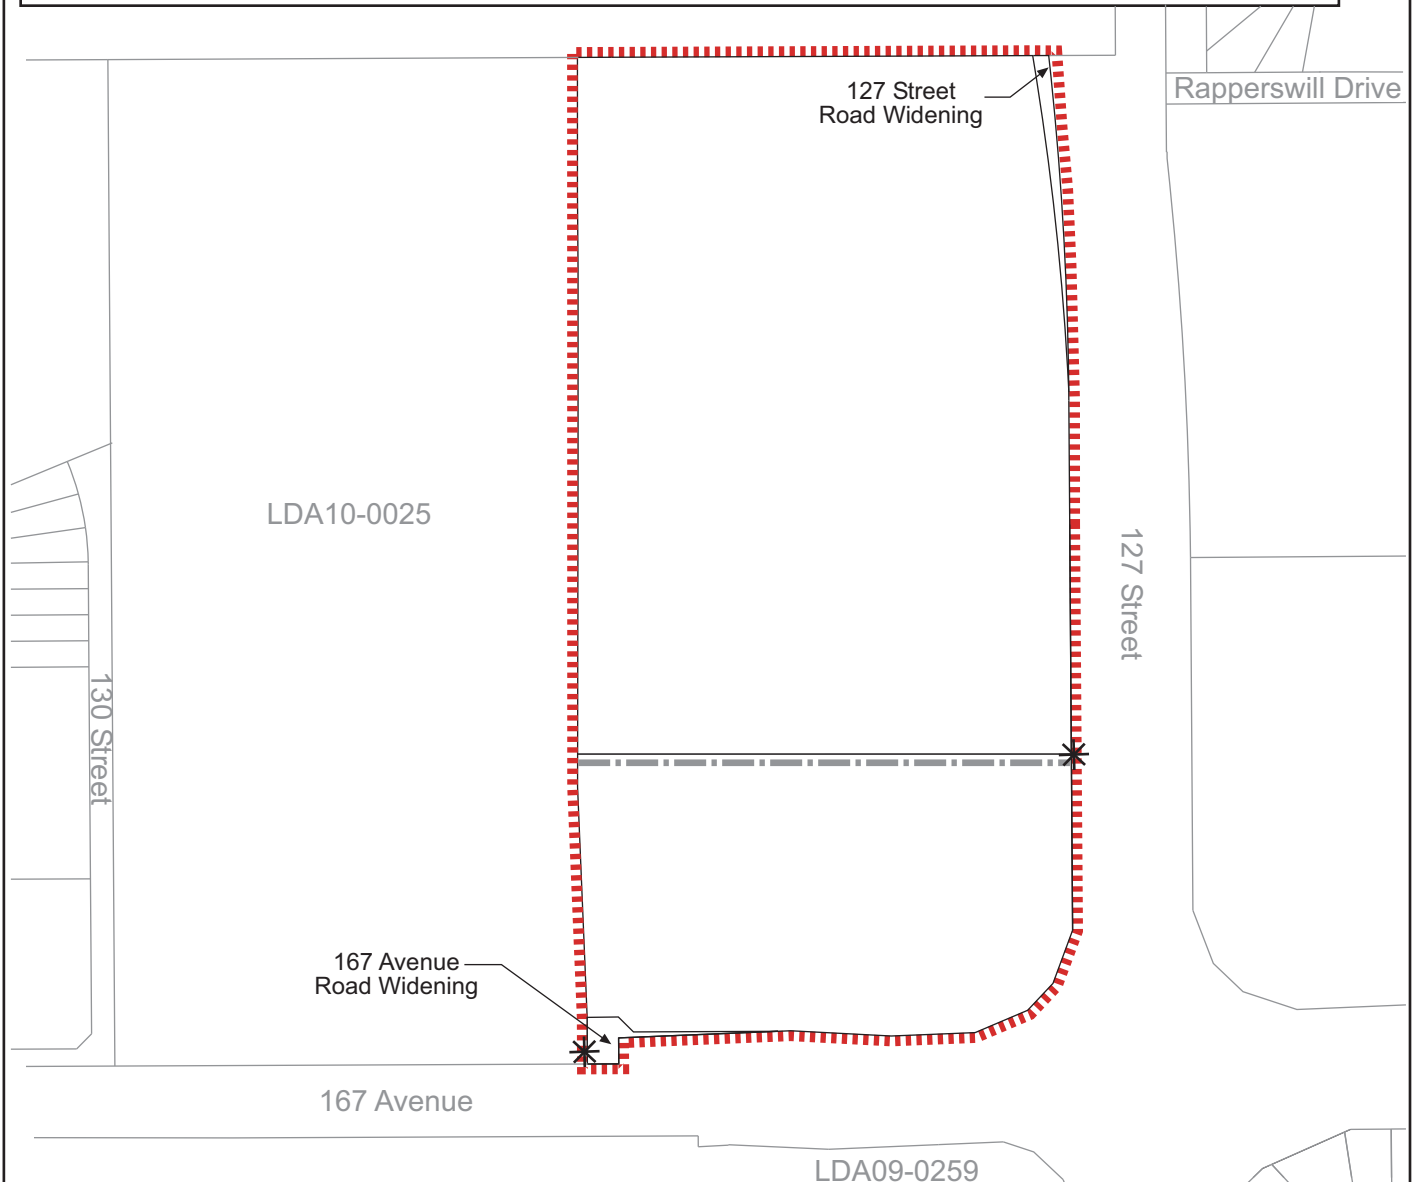 127 Street
Road Widening
Rapperswill Drive
LDA10-0025
127 Street
130 Street
167 Avenue
Road Widening
167 Avenue
LDA09-0259